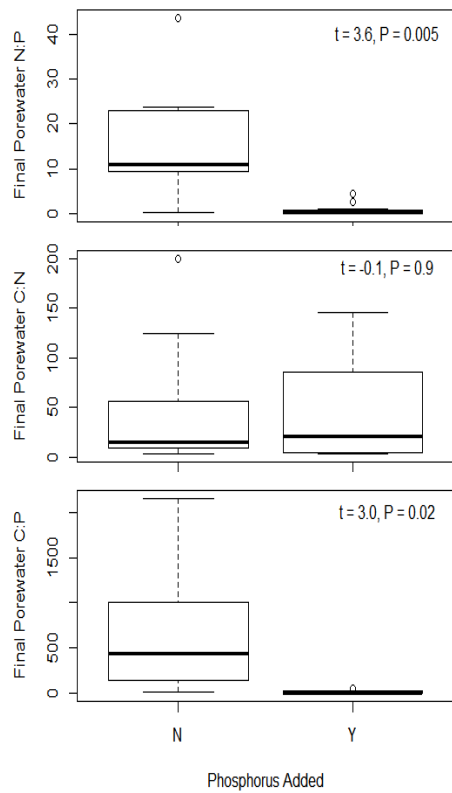 t = 3.6, P = 0.005
Final Porewater N:P
40
30
20
10
0
t = -0.1, P = 0.9
Final Porewater C:N
200
150
100
50
0
t = 3.0, P = 0.02
Final Porewater C:P
1500
500
0
N Y
Phosphorus Added